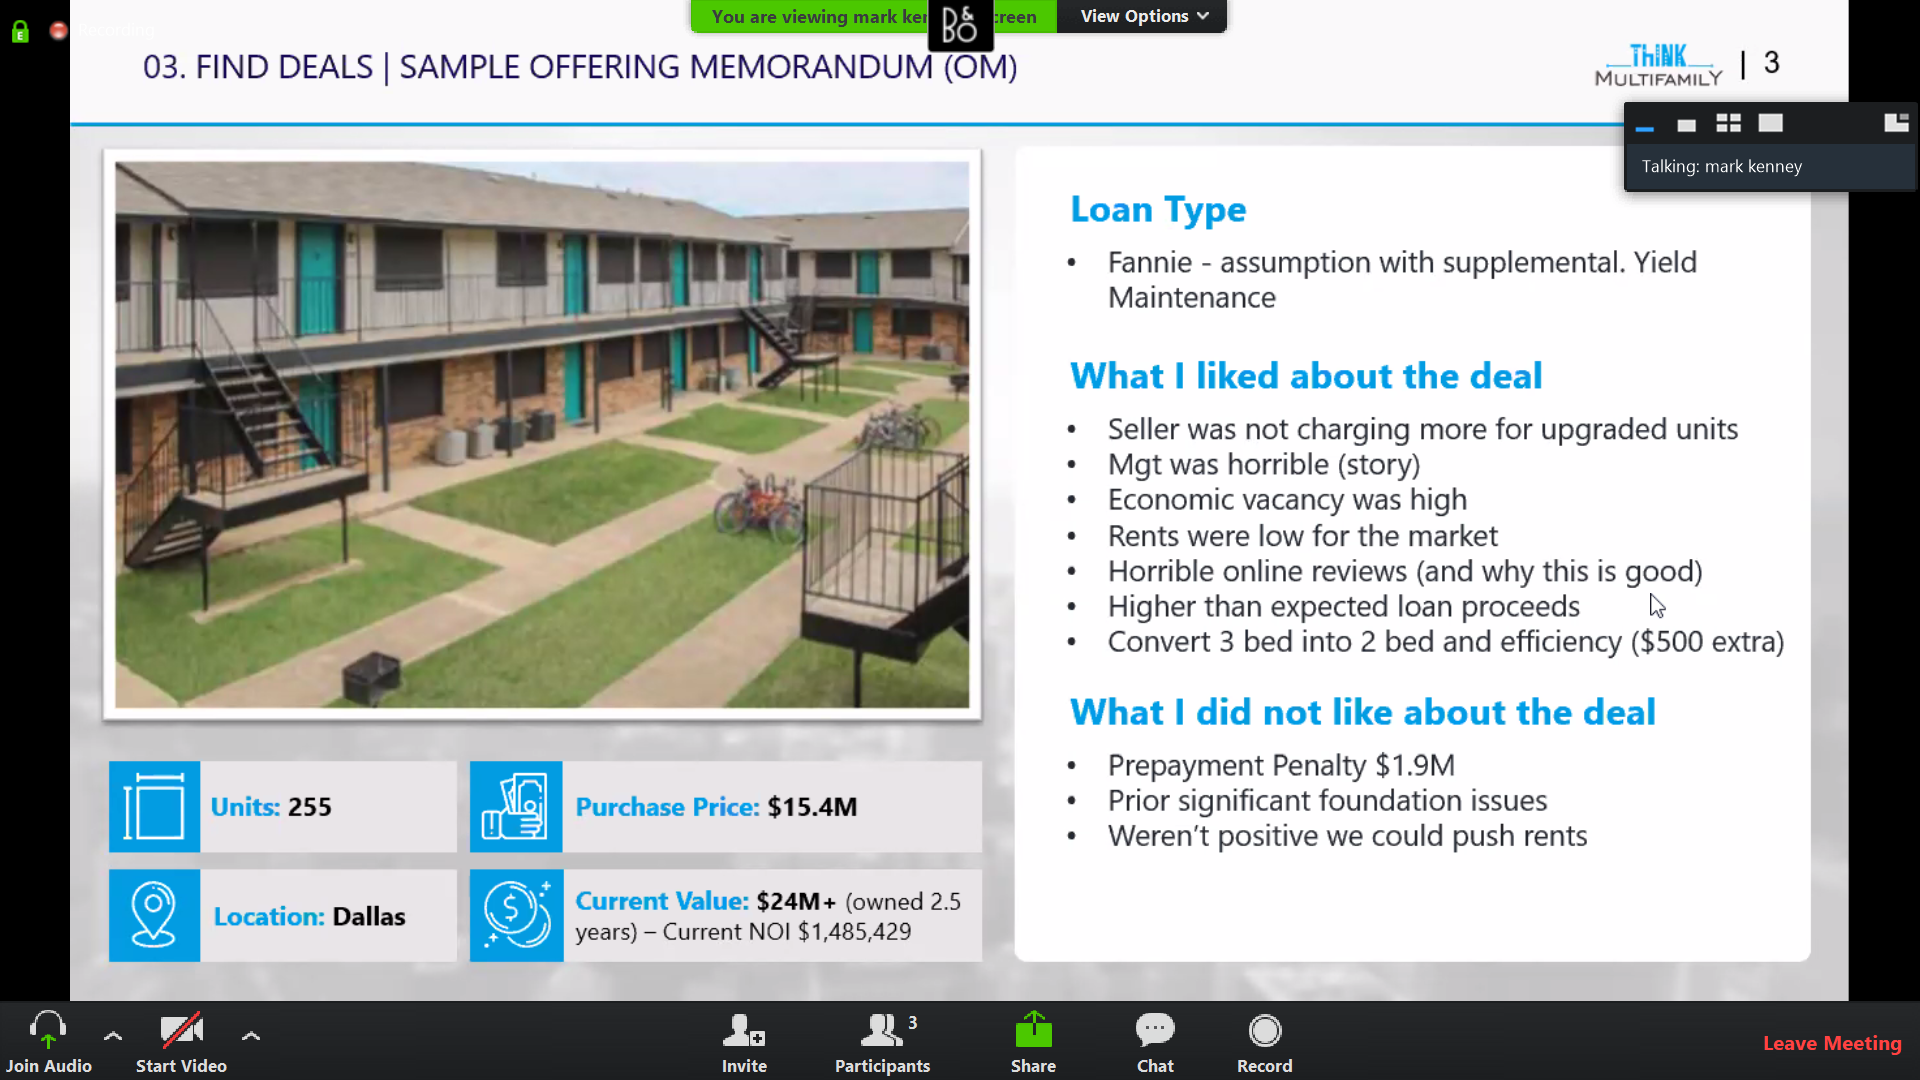 You are viewing mark ke
creen
View Options
B&O
Recording
03. FIND DEALS | SAMPLE OFFERING MEMORANDUM (OM)
THINK
MULTIFAMILY
| 3
Talking: mark kenney
Loan Type
• Fannie - assumption with supplemental. Yield
Maintenance
What I liked about the deal
• Seller was not charging more for upgraded units
• Mgt was horrible (story)
• Economic vacancy was high
• Rents were low for the market
• Horrible online reviews (and why this is good)
• Higher than expected loan proceeds
• Convert 3 bed into 2 bed and efficiency ($500 extra)
What I did not like about the deal
• Prepayment Penalty $1.9M
• Prior significant foundation issues
• Weren't positive we could push rents
Units: 255
Purchase Price: $15.4M
Location: Dallas
Current Value: $24M+ (owned 2.5
years) – Current NOI $1,485,429
Join Audio
Start Video
Invite
3
Participants
Share
Chat
Record
Leave Meeting